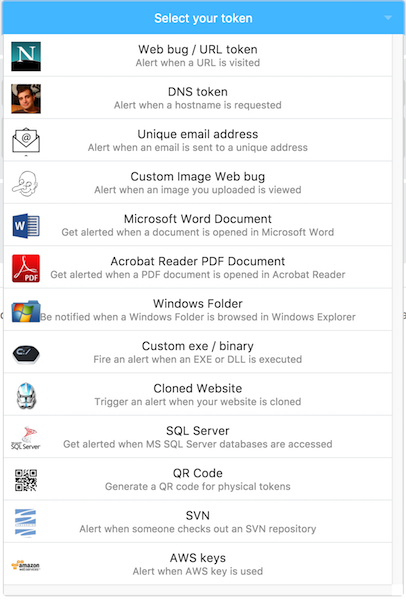 Select your token
Web bug / URL token
Alert when a URL is visited
DNS token
Alert when a hostname is requested
Unique email address
Alert when an email is sent to a unique address
Custom Image Web bug
Alert when an image you uploaded is viewed
Microsoft Word Document
Get alerted when a document is opened in Microsoft Word
Acrobat Reader PDF Document
Get alerted when a PDF document is opened in Acrobat Reader
PDF
Windows Folder
Be notified when a Windows Folder is browsed in Windows Explorer
Custom exe / binary
Fire an alert when an EXE or DLL is executed
Cloned Website
Trigger an alert when your website is cloned
SQL Server
Get alerted when MS SQL Server databases are accessed
SQL Server
QR Code
Generate a QR code for physical tokens
SVN
Alert when someone checks out an SVN repository
AWS keys
Alert when AWS key is used
amazon